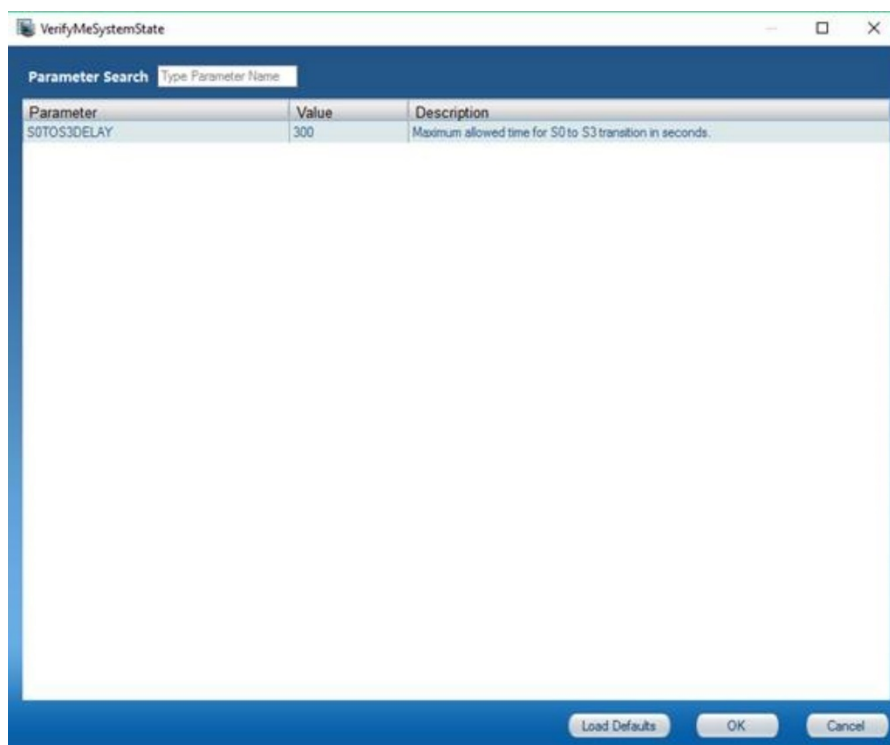 VerifyMeSystemState
Parameter Search Type Parameter Name
Parameter Value Description
S0TOS3DELAY 300 Maximum allowed time for S0 to S3 transition in seconds.
Load Defaults OK Cancel